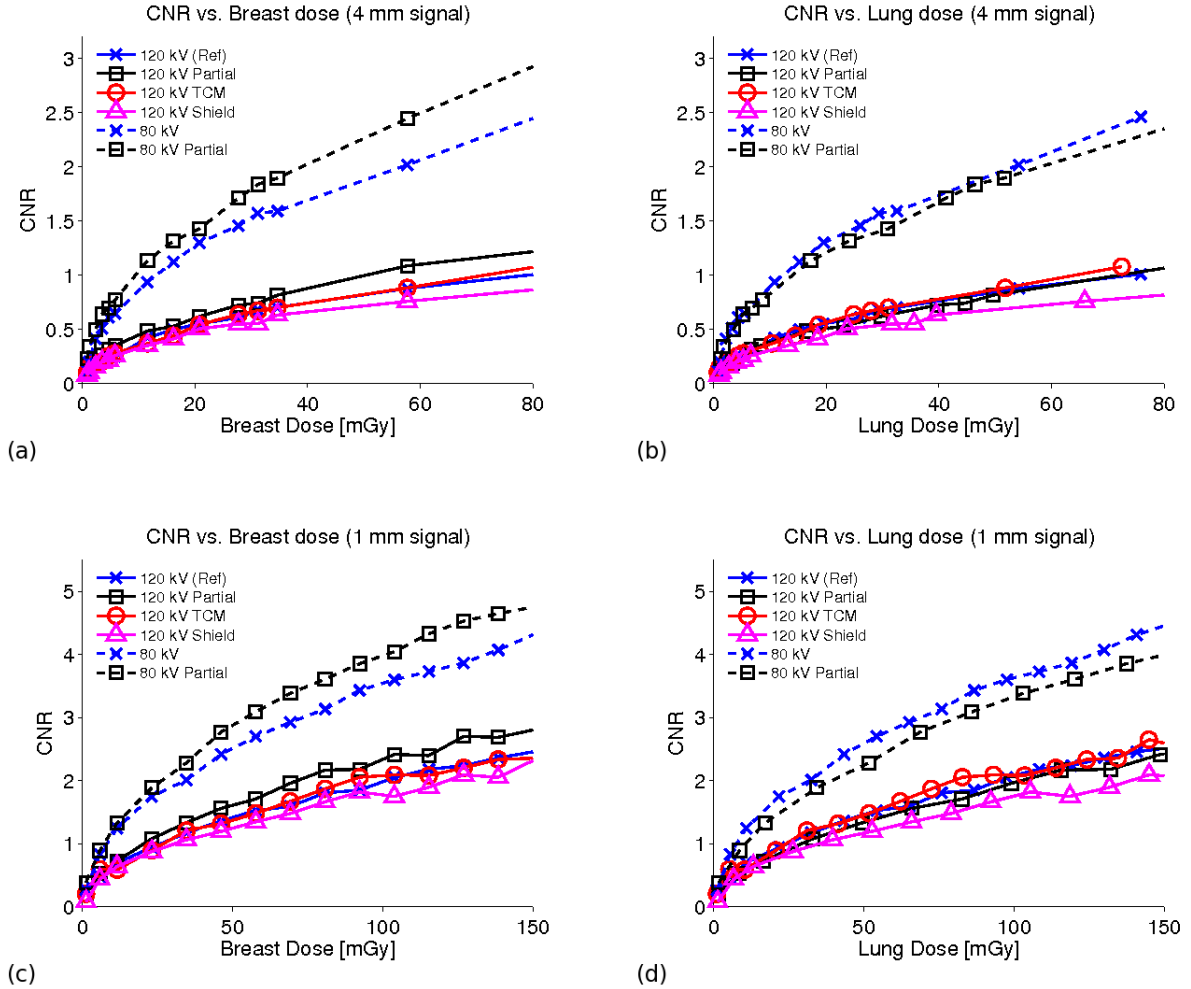 CNR vs. Breast dose (4 mm signal)
3
2.5
2
1.5
1
0.5
0
CNR
120 kV (Ref)
120 kV Partial
120 kV TCM
120 kV Shield
80 kV
80 kV Partial
0 20 40 60 80
Breast Dose [mGy]
(a)
CNR vs. Lung dose (4 mm signal)
3
2.5
2
1.5
1
0.5
0
CNR
120 kV (Ref)
120 kV Partial
120 kV TCM
120 kV Shield
80 kV
80 kV Partial
0 20 40 60 80
Lung Dose [mGy]
(b)
CNR vs. Breast dose (1 mm signal)
5
4
3
2
1
0
CNR
120 kV (Ref)
120 kV Partial
120 kV TCM
120 kV Shield
80 kV
80 kV Partial
0 50 100 150
Breast Dose [mGy]
(c)
CNR vs. Lung dose (1 mm signal)
5
4
3
2
1
0
CNR
120 kV (Ref)
120 kV Partial
120 kV TCM
120 kV Shield
80 kV
80 kV Partial
0 50 100 150
Lung Dose [mGy]
(d)